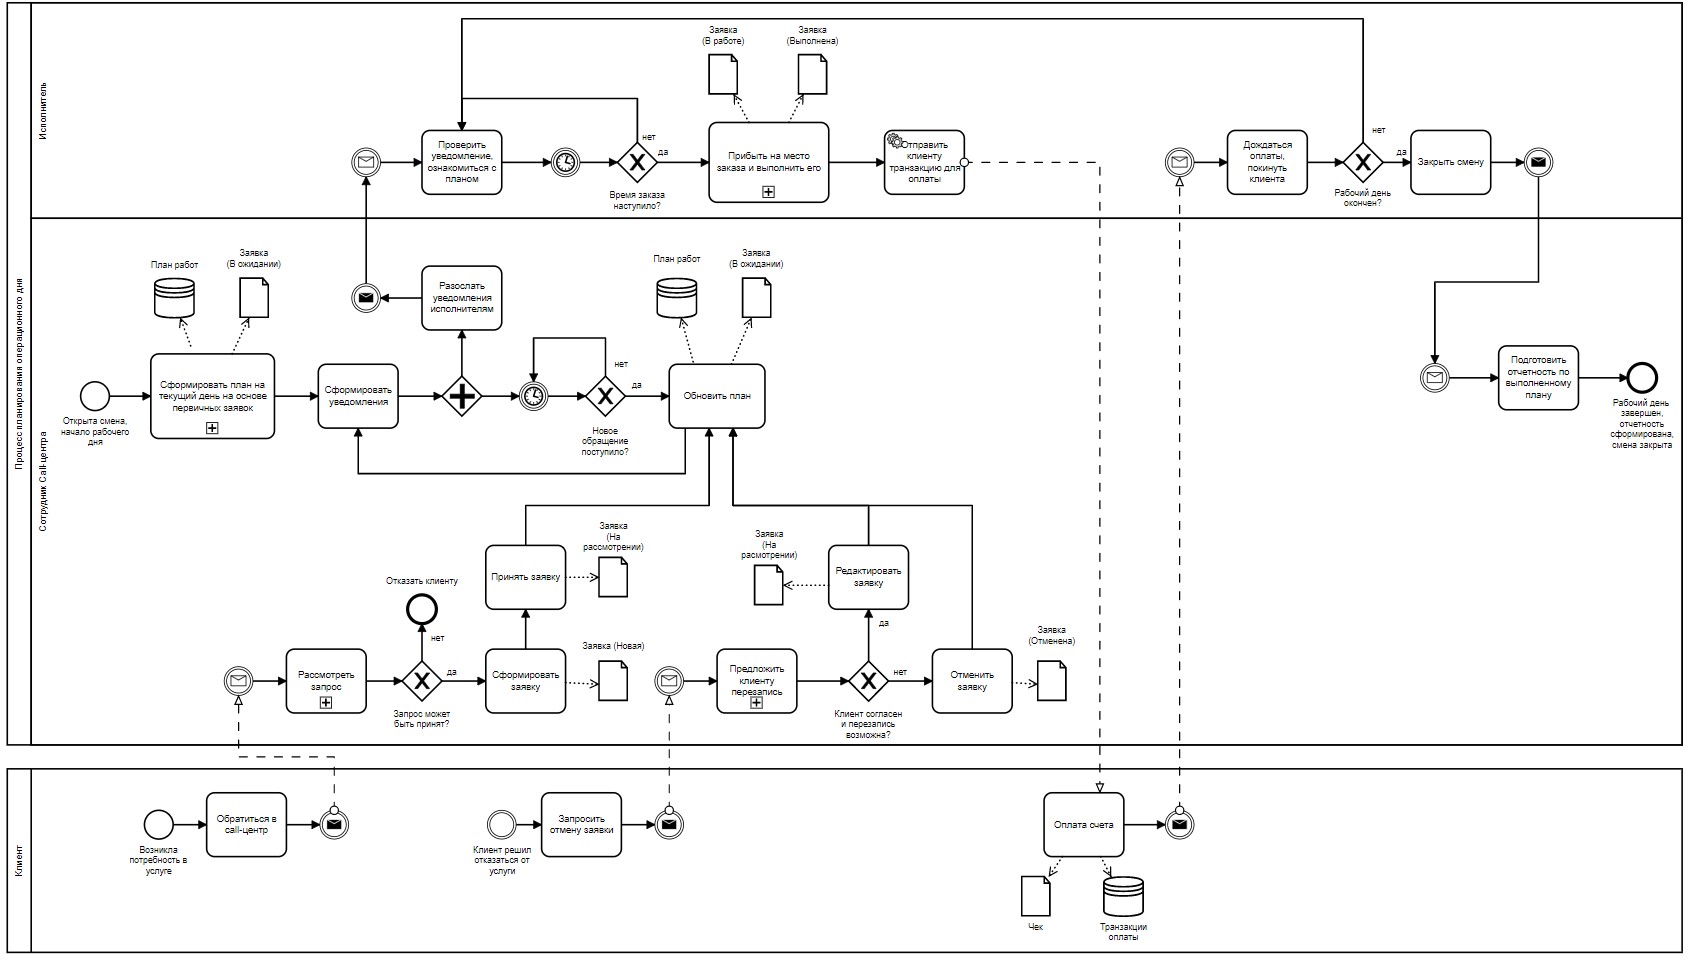 Процесс планирования операционного дня
Исполнитель
Заявка
(В работе)
Заявка
(Выполнена)
Проверить
уведомление,
ознакомиться с
планом
нет
да
Время заказа
наступило?
Прибыть на место
заказа и выполнить его
Отправить
клиенту
транзакцию для
оплаты
Дождаться
оплаты,
покинуть
клиента
нет
да
Рабочий день
окончен?
Закрыть смену
Сотрудник Call-центра
План работ
Заявка
(В ожидании)
Разослать
уведомления
исполнителям
План работ
Заявка
(В ожидании)
Открыта смена,
начало рабочего
дня
Сформировать план на
текущий день на основе
первичных заявок
Сформировать
уведомления
нет
да
Новое
обращение
поступило?
Обновить план
Подготовить
отчетность по
выполненному
плану
Рабочий день
завершен,
отчетность
сформирована,
смена закрыта
Принять заявку
Заявка
(На
рассмотрении)
Заявка
(На
расмотрении)
Редактировать
заявку
Отказать клиенту
нет
да
Рассмотреть
запрос
Запрос может
быть принят?
Сформировать
заявку
Заявка (Новая)
Предложить
клиенту
перезапись
да
нет
Клиент согласен
и перезапись
возможна?
Отменить
заявку
Заявка
(Отменена)
Клиент
Возникла
потребность в
услуге
Обратиться в
call-центр
Клиент решил
отказаться от
услуги
Запросить
отмену заявки
Оплата счета
Чек
Транзакции
оплаты